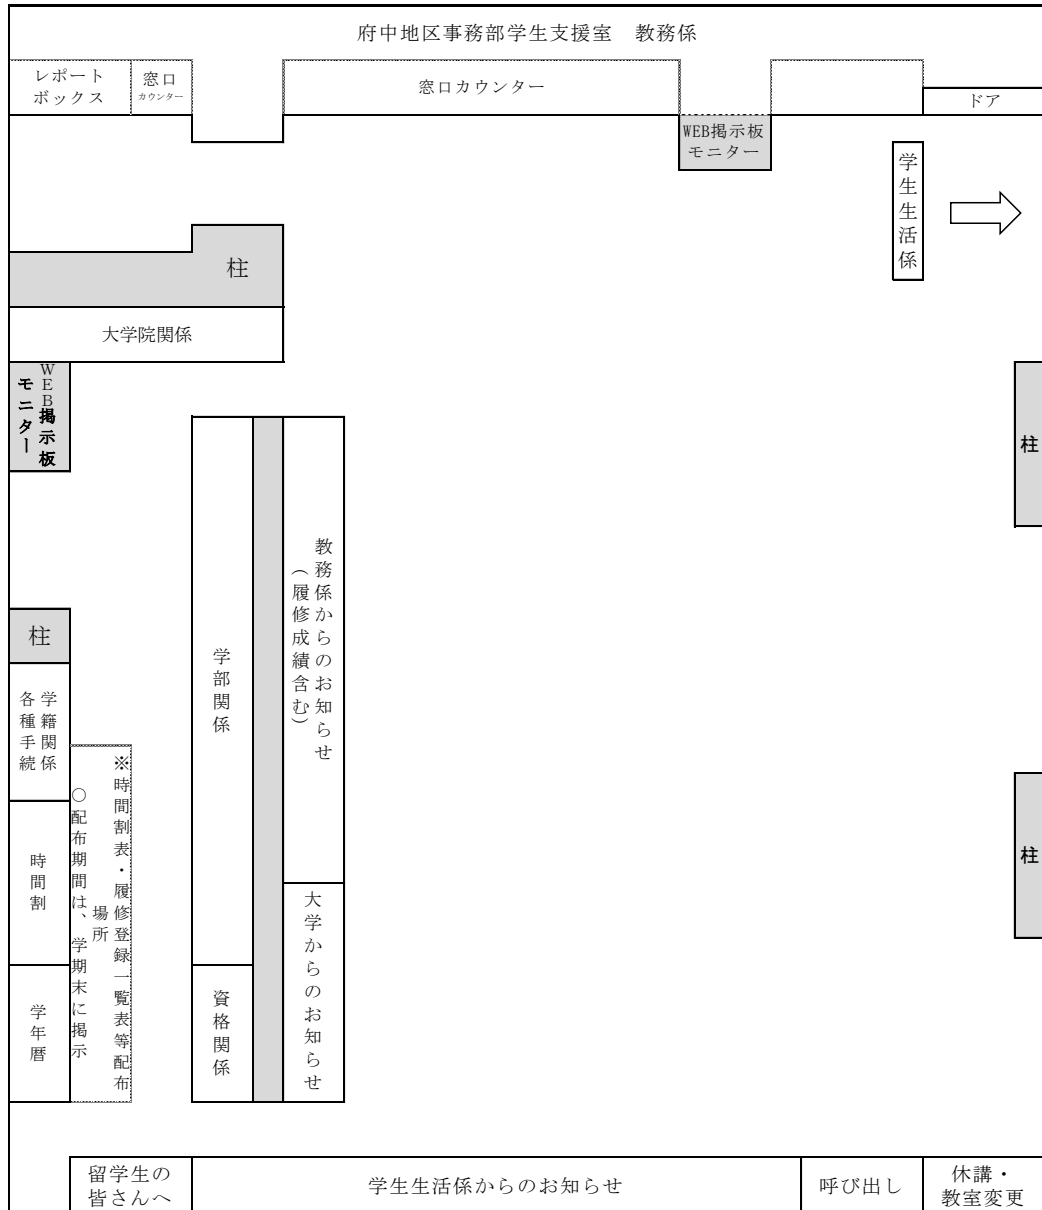 府中地区事務部学生支援室　教務係
レポート
ボックス
窓口
カウンター
窓口カウンター
ドア
WEB掲示板
モニター
学生生活係
柱
大学院関係
WEB掲示板
モニター
柱
教務係からのお知らせ
（履修成績含む）
学部関係
柱
学籍関係
各種手続
※時間割表・履修登録一覧表等配布
場所
○配布期間は、学期末に掲示
時間割
柱
大学からのお知らせ
学年暦
資格関係
留学生の
皆さんへ
学生生活係からのお知らせ
呼び出し
休講・
教室変更